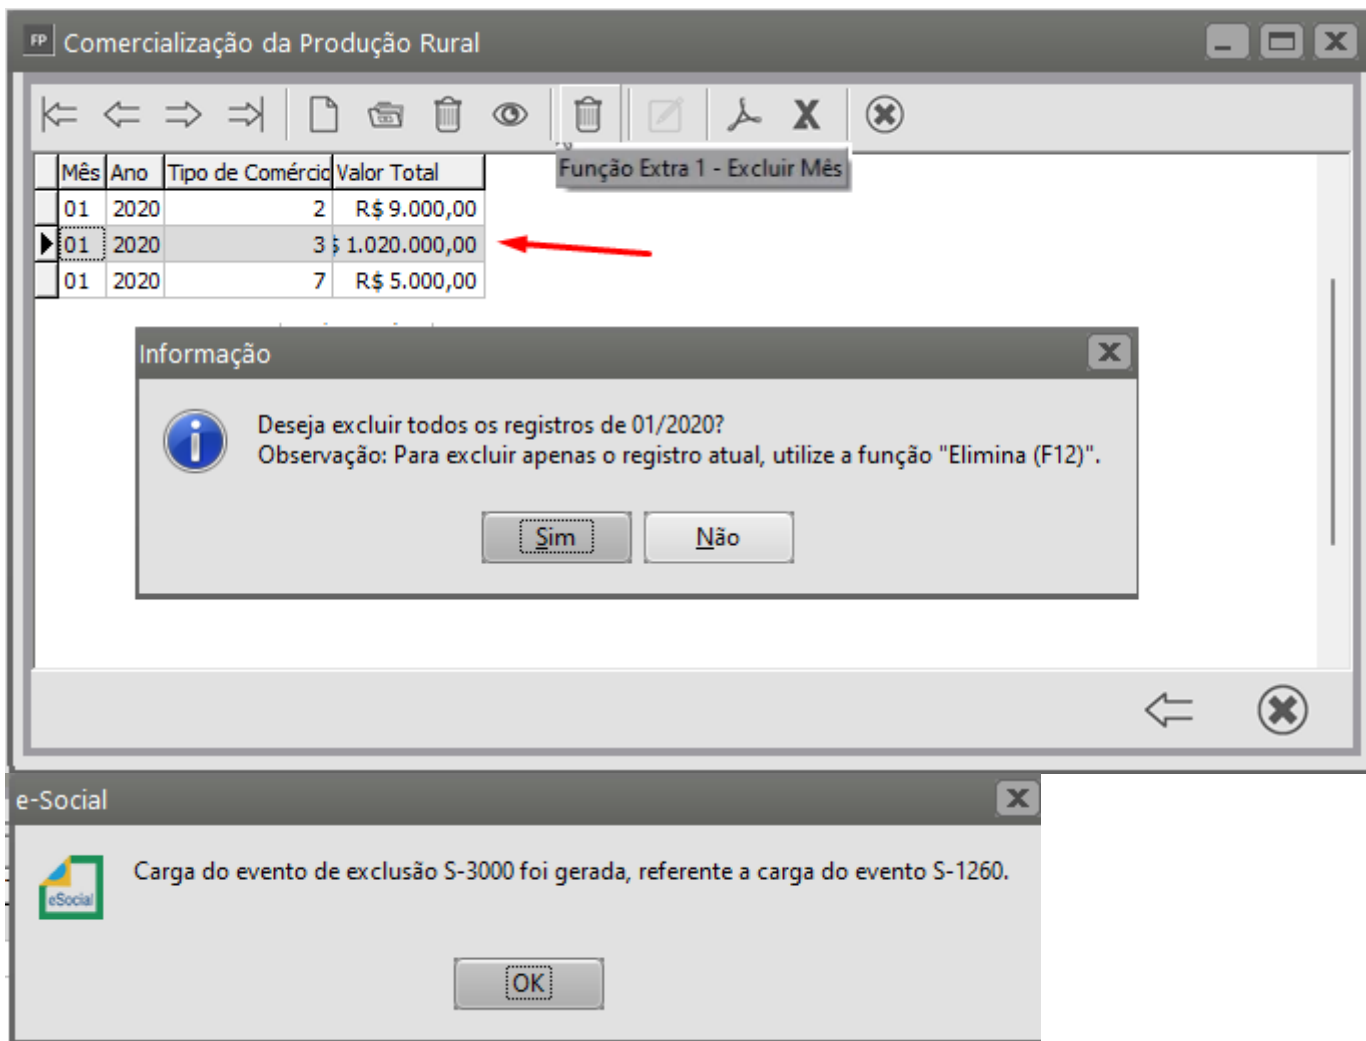 FP Comercialização da Produção Rural
Função Extra 1 - Excluir Mês
Mês Ano Tipo de Comércio Valor Total
01 2020 2 R$ 9.000,00
01 2020 3 $ 1.020.000,00
01 2020 7 R$ 5.000,00
Informação
Deseja excluir todos os registros de 01/2020?
Observação: Para excluir apenas o registro atual, utilize a função "Elimina (F12)".
Sim Não
e-Social
Carga do evento de exclusão S-3000 foi gerada, referente a carga do evento S-1260.
eSocial
OK